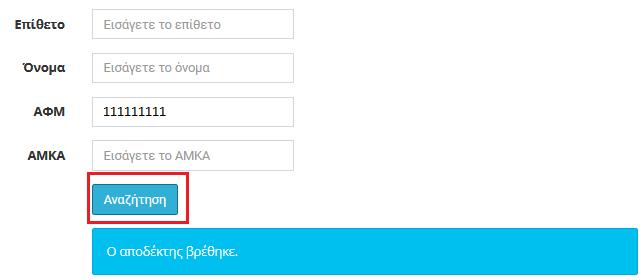 Επίθετο Εισάγετε το επίθετο
Όνομα Εισάγετε το όνομα
ΑΦΜ 111111111
ΑΜΚΑ Εισάγετε το ΑΜΚΑ
Αναζήτηση
Ο αποδέκτης βρέθηκε.